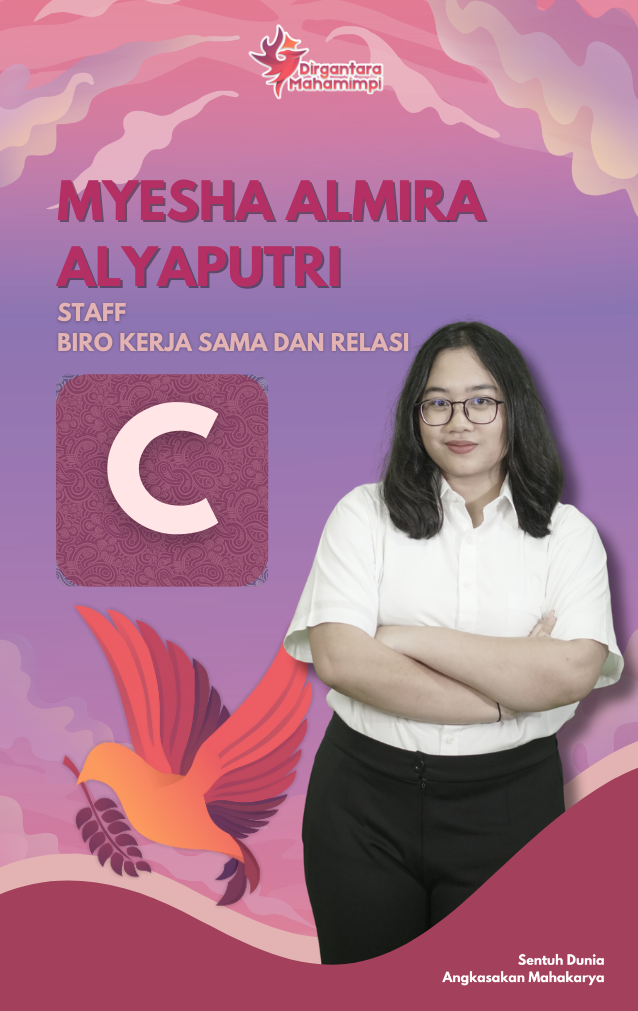 Dirgantara
Mahamimpi
MYESHA ALMIRA
ALYAPUTRI
STAFF
BIRO KERJA SAMA DAN RELASI
C
Sentuh Dunia
Angkasakan Mahakarya